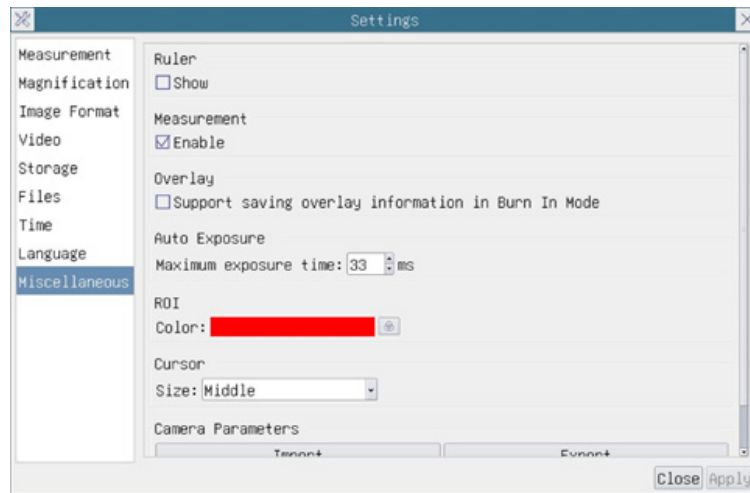 Settings
Measurement
Magnification
Image Format
Video
Storage
Files
Time
Language
Miscellaneous
Ruler
Show
Measurement
Enable
Overlay
Support saving overlay information in Burn In Mode
Auto Exposure
Maximum exposure time: 33 ms
ROI
Color:
Cursor
Size: Middle
Camera Parameters
Import Export
Close Apply